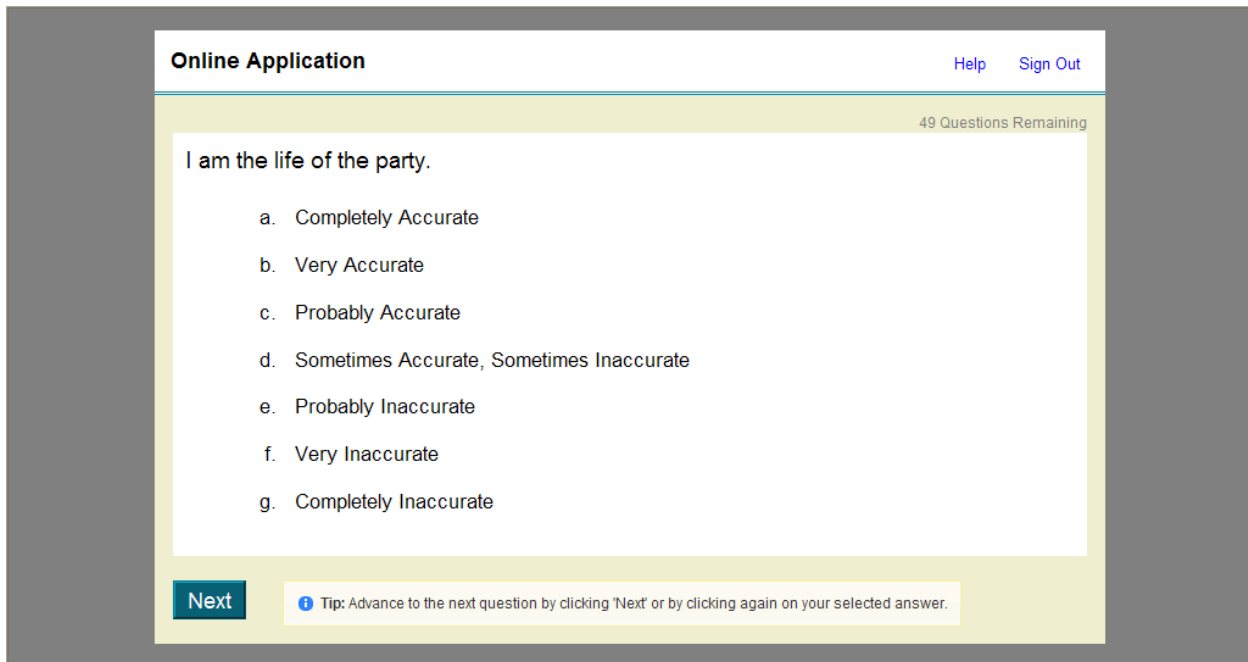 Online Application
Help Sign Out
49 Questions Remaining
I am the life of the party.
a. Completely Accurate
b. Very Accurate
c. Probably Accurate
d. Sometimes Accurate, Sometimes Inaccurate
e. Probably Inaccurate
f. Very Inaccurate
g. Completely Inaccurate
Next
Tip: Advance to the next question by clicking 'Next' or by clicking again on your selected answer.